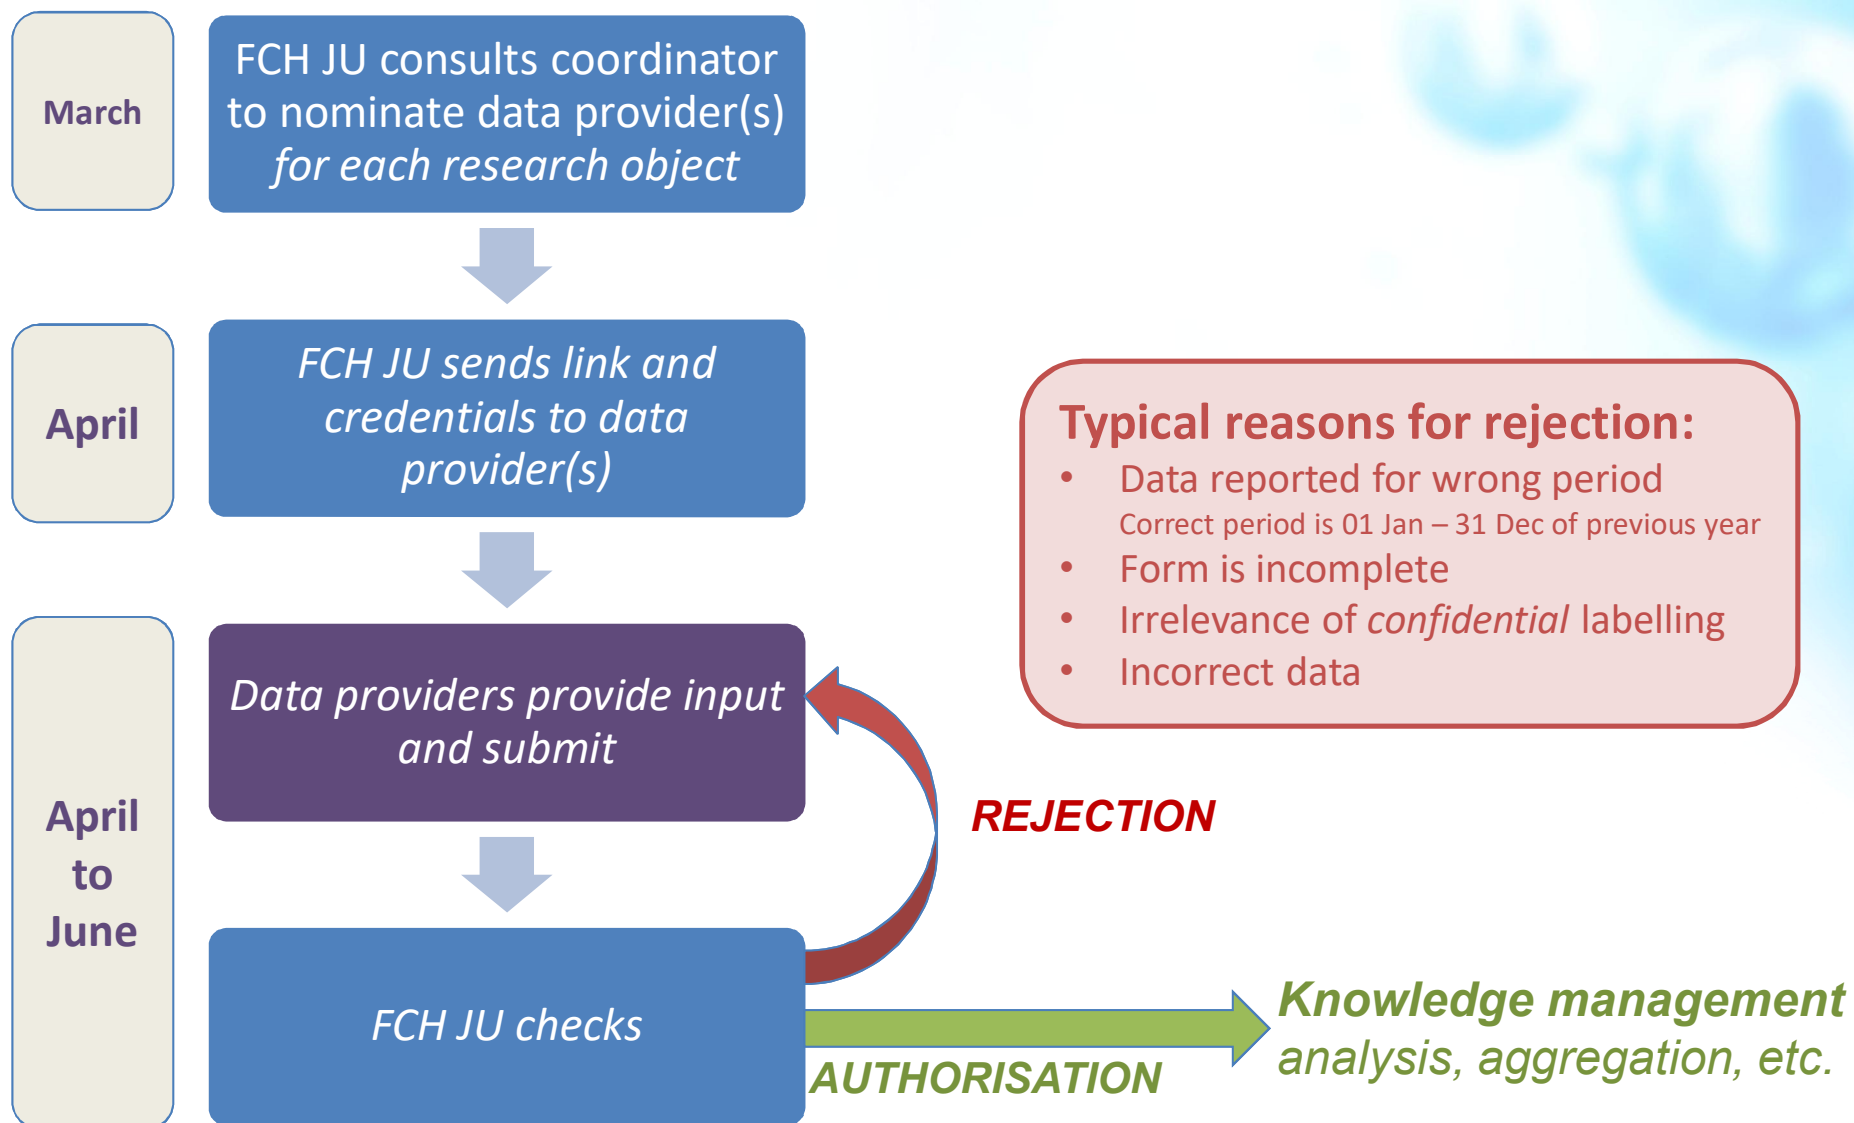 March
FCH JU consults coordinator
to nominate data provider(s)
for each research object
April
FCH JU sends link and
credentials to data
provider(s)
Typical reasons for rejection:
• Data reported for wrong period
Correct period is 01 Jan – 31 Dec of previous year
• Form is incomplete
• Irrelevance of confidential labelling
• Incorrect data
April
to
June
Data providers provide input
and submit
REJECTION
FCH JU checks
AUTHORISATION
Knowledge management
analysis, aggregation, etc.